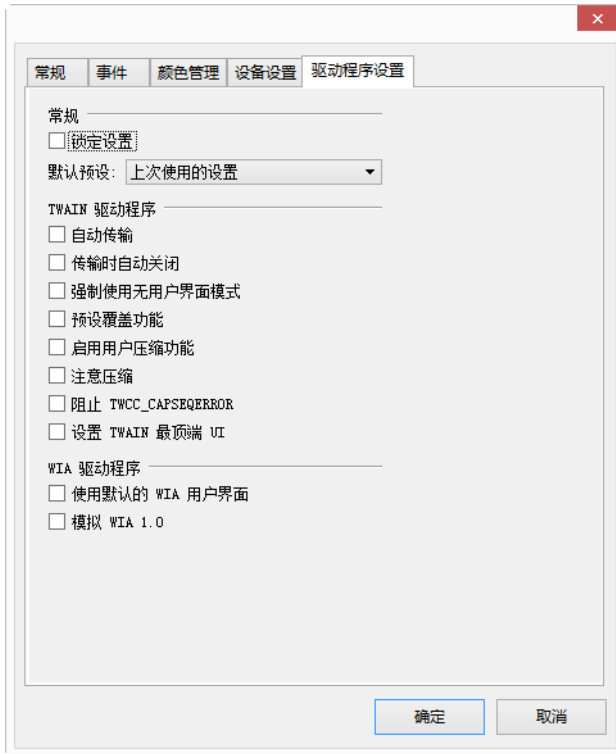 常规 事件 颜色管理 设备设置 驱动程序设置
常规
锁定设置
默认预设: 上次使用的设置
TWAIN 驱动程序
自动传输
传输时自动关闭
强制使用无用户界面模式
预设覆盖功能
启用用户压缩功能
注意压缩
阻止 TWCC_CAPSEQERROR
设置 TWAIN 最顶端 UI
WIA 驱动程序
使用默认的 WIA 用户界面
模拟 WIA 1.0
确定 取消